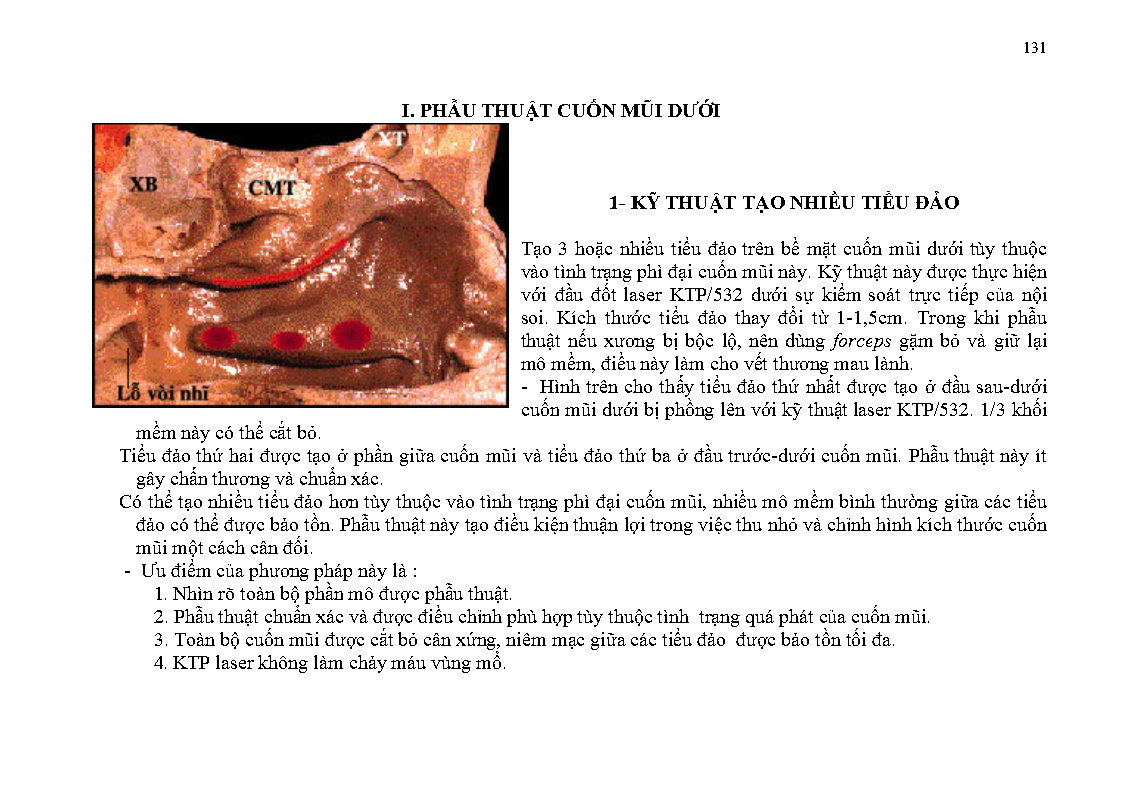 131
I. PHẪU THUẬT CUỐN MŨI DƯỚI
XT
XB
CMT
Lỗ vòi nhĩ
1- KỸ THUẬT TẠO NHIỀU TIỂU ĐẢO
Tạo 3 hoặc nhiều tiểu đảo trên bề mặt cuốn mũi dưới tùy thuộc
vào tình trạng phì đại cuốn mũi này. Kỹ thuật này được thực hiện
với đầu đốt laser KTP/532 dưới sự kiểm soát trực tiếp của nội
soi. Kích thước tiểu đảo thay đổi từ 1-1,5cm. Trong khi phẫu
thuật nếu xương bị bộc lộ, nên dùng forceps gặm bỏ và giữ lại
mô mềm, điều này làm cho vết thương mau lành.
- Hình trên cho thấy tiểu đảo thứ nhất được tạo ở đầu sau-dưới
cuốn mũi dưới bị phồng lên với kỹ thuật laser KTP/532. 1/3 khối
mềm này có thể cắt bỏ.
Tiểu đảo thứ hai được tạo ở phần giữa cuốn mũi và tiểu đảo thứ ba ở đầu trước-dưới cuốn mũi. Phẫu thuật này ít
gây chấn thương và chuẩn xác.
Có thể tạo nhiều tiểu đảo hơn tùy thuộc vào tình trạng phì đại cuốn mũi, nhiều mô mềm bình thường giữa các tiểu
đảo có thể được bảo tồn. Phẫu thuật này tạo điều kiện thuận lợi trong việc thu nhỏ và chỉnh hình kích thước cuốn
mũi một cách cân đối.
- Ưu điểm của phương pháp này là :
1. Nhìn rõ toàn bộ phần mô được phẫu thuật.
2. Phẫu thuật chuẩn xác và được điều chỉnh phù hợp tùy thuộc tình trạng quá phát của cuốn mũi.
3. Toàn bộ cuốn mũi được cắt bỏ cân xứng, niêm mạc giữa các tiểu đảo được bảo tồn tối đa.
4. KTP laser không làm chảy máu vùng mổ.